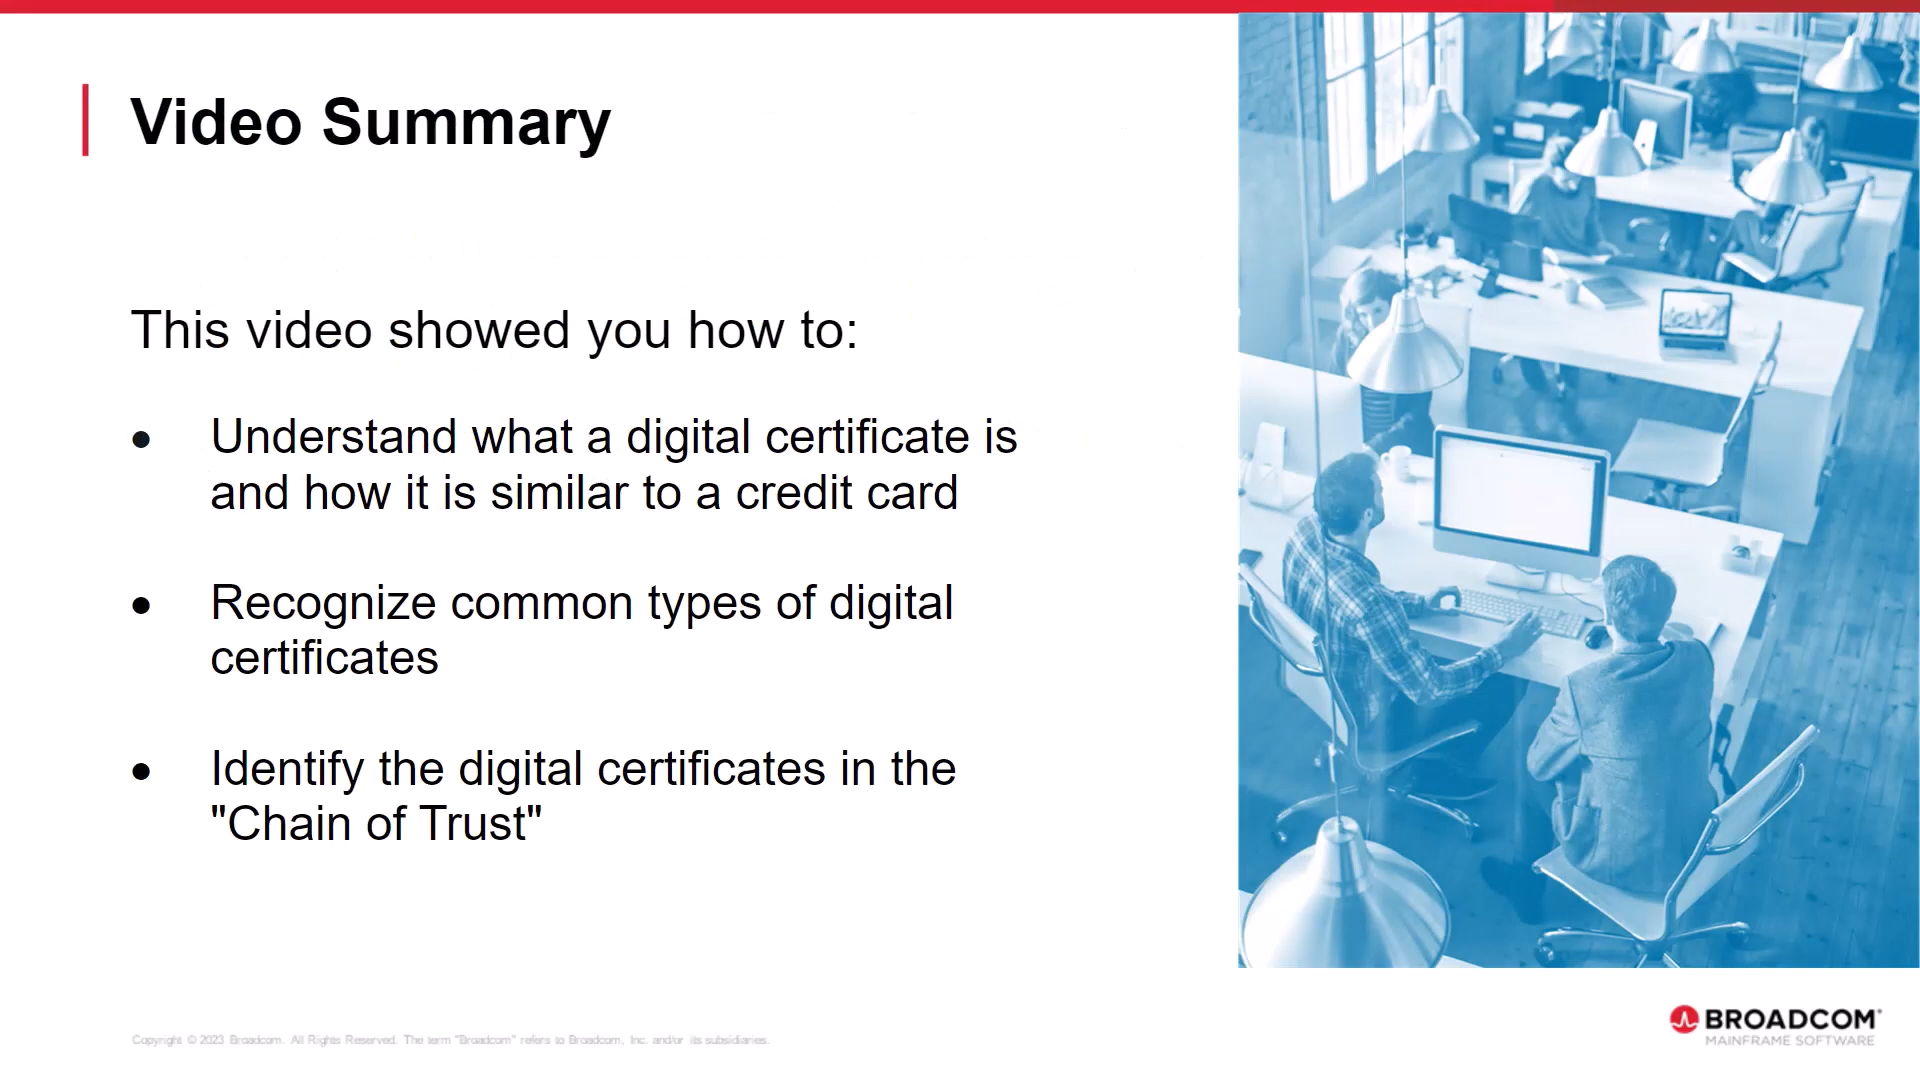 Video Summary
This video showed you how to:
● Understand what a digital certificate is
and how it is similar to a credit card
● Recognize common types of digital
certificates
● Identify the digital certificates in the
"Chain of Trust"
Copyright © 2023 Broadcom. All Rights Reserved. The term "Broadcom" refers to Broadcom, Inc. and/or its subsidiaries.
BROADCOM®
MAINFRAME SOFTWARE